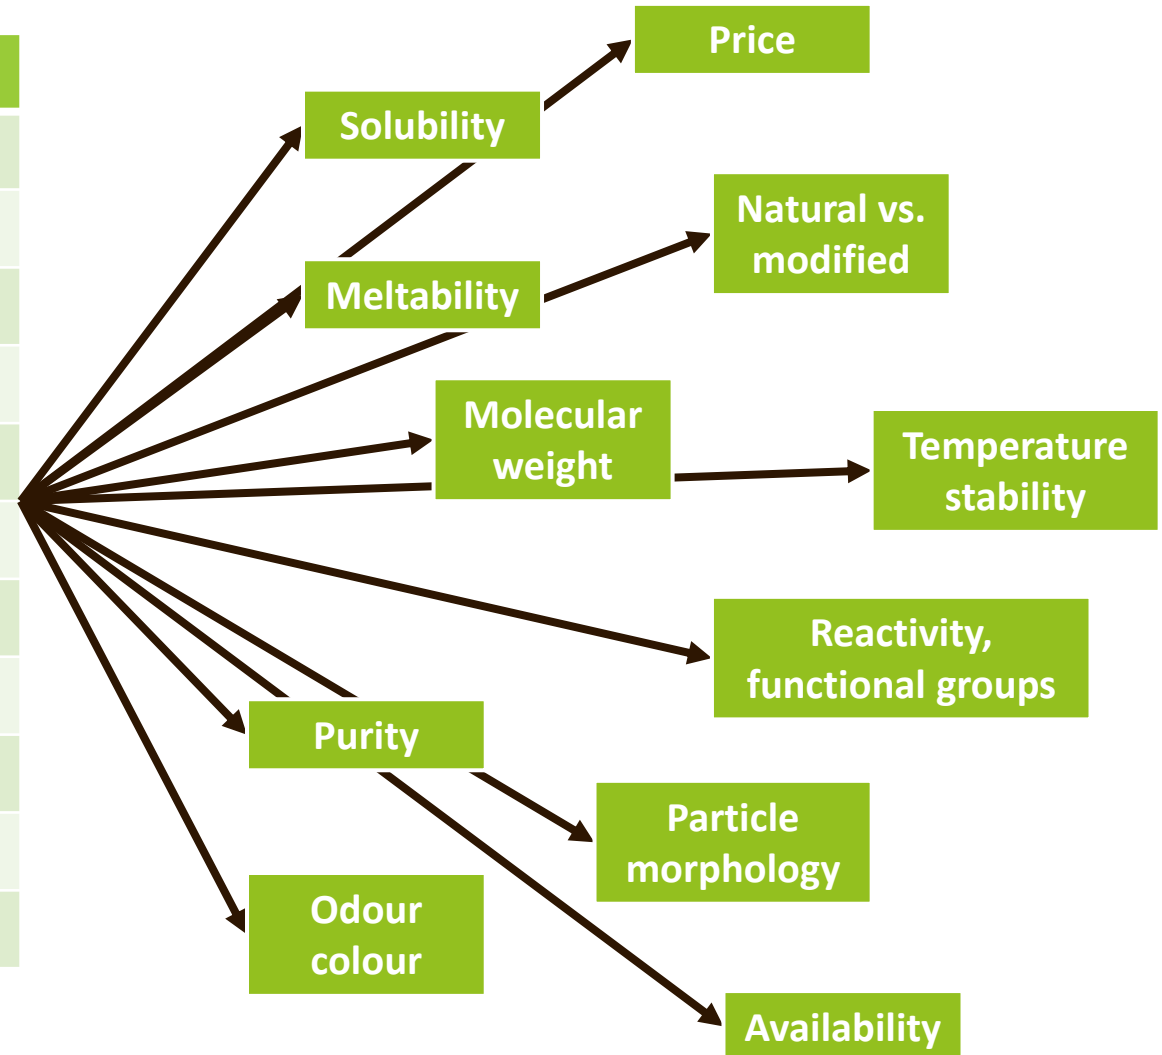 Price
Solubility
Natural vs.
modified
Meltability
Molecular
weight
Temperature
stability
Reactivity,
functional groups
Purity
Particle
morphology
Odour
colour
Availability